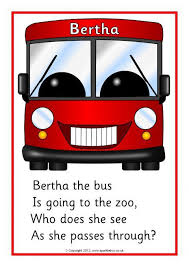 Bertha
Bertha the bus
Is going to the zoo,
Who does she see
As she passes through?